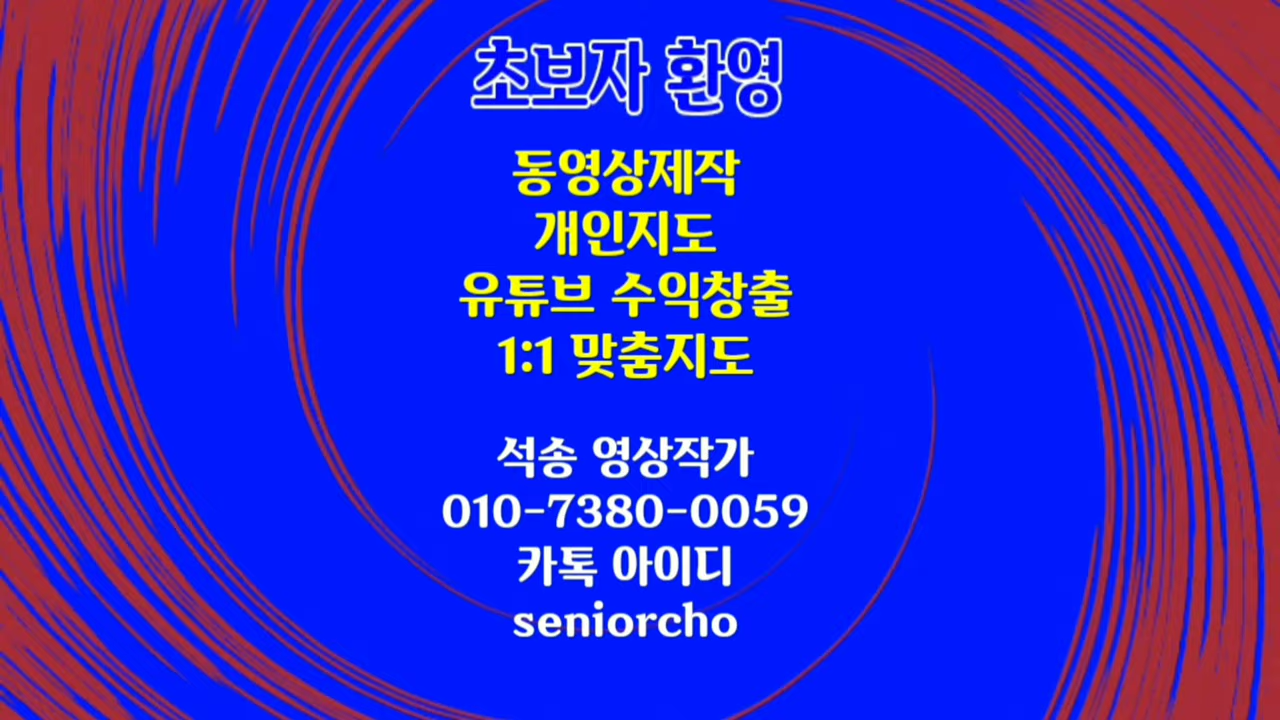 초보자 환영
동영상제작
개인지도
유튜브 수익창출
1:1 맞춤지도
석송 영상작가
010-7380-0059
카톡 아이디
seniorcho